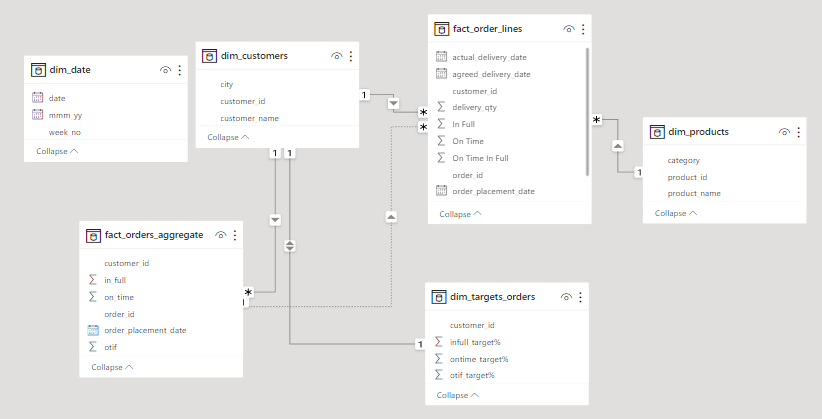 dim_date
date
mmm_yy
week_no
Collapse
dim_customers
city
customer_id
customer_name
Collapse
fact_order_lines
actual_delivery_date
agreed_delivery_date
customer_id
delivery_qty
In Full
On Time
On Time In Full
order_id
order_placement_date
Collapse
dim_products
category
product_id
product_name
Collapse
1
*
*
*
1
1
1
fact_orders_aggregate
customer_id
in_full
on_time
order_id
order_placement_date
otif
Collapse
*
1
dim_targets_orders
customer_id
infull_target%
ontime_target%
otif_target%
Collapse
1